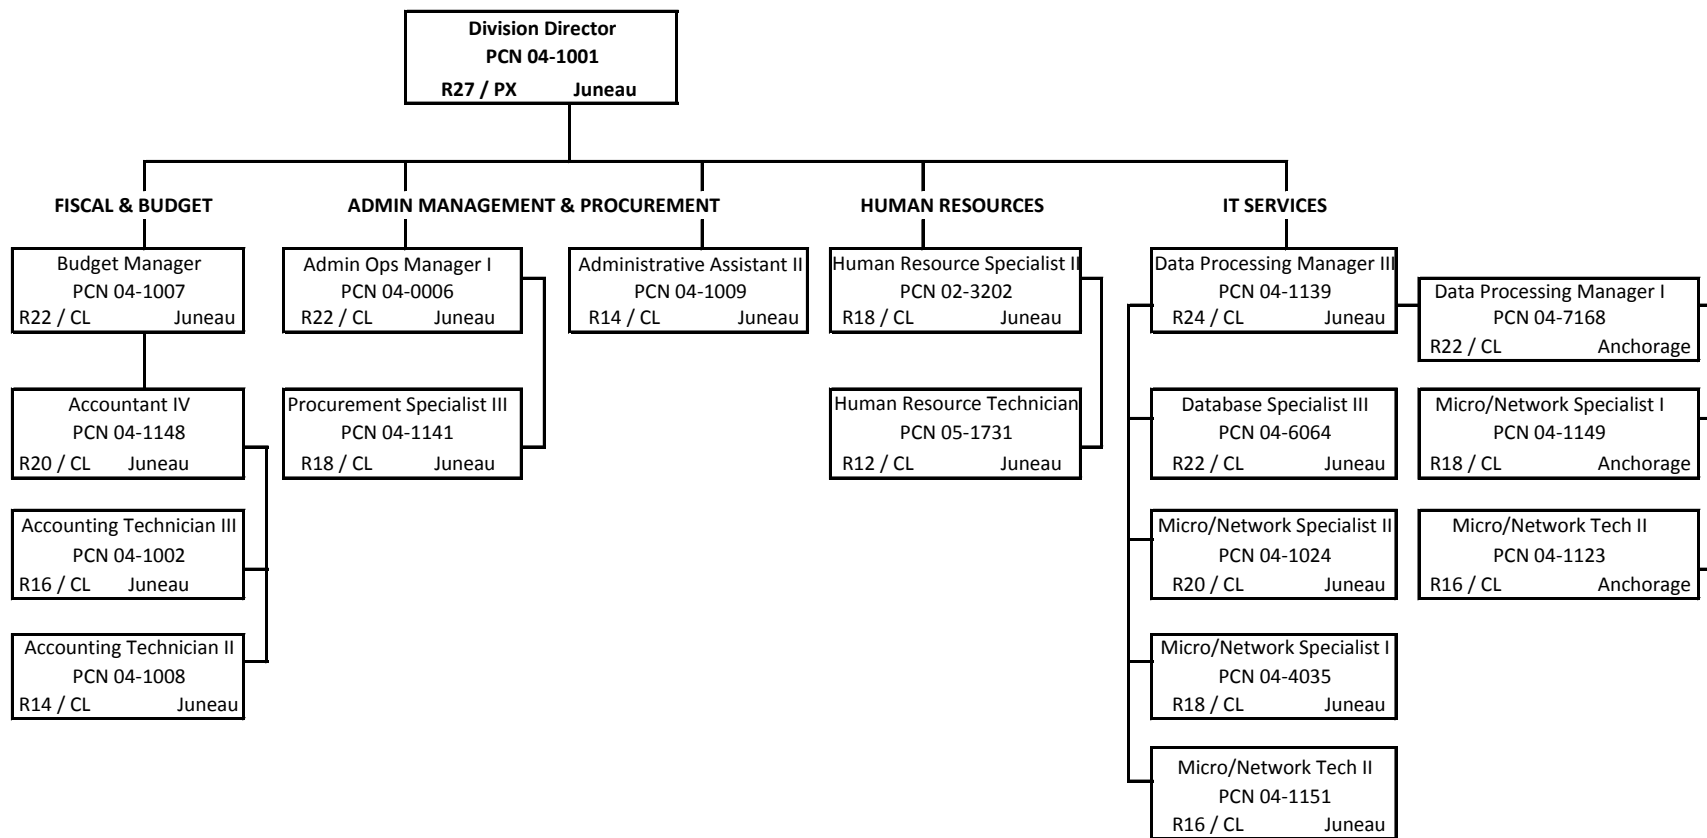 Division Director
PCN 04-1001
R27 / PX Juneau
FISCAL & BUDGET
ADMIN MANAGEMENT & PROCUREMENT
HUMAN RESOURCES
IT SERVICES
Budget Manager
PCN 04-1007
R22 / CL Juneau
Accountant IV
PCN 04-1148
R20 / CL Juneau
Accounting Technician III
PCN 04-1002
R16 / CL Juneau
Accounting Technician II
PCN 04-1008
R14 / CL Juneau
Admin Ops Manager I
PCN 04-0006
R22 / CL Juneau
Procurement Specialist III
PCN 04-1141
R18 / CL Juneau
Administrative Assistant II
PCN 04-1009
R14 / CL Juneau
Human Resource Specialist II
PCN 02-3202
R18 / CL Juneau
Human Resource Technician
PCN 05-1731
R12 / CL Juneau
Data Processing Manager III
PCN 04-1139
R24 / CL Juneau
Database Specialist III
PCN 04-6064
R22 / CL Juneau
Micro/Network Specialist II
PCN 04-1024
R20 / CL Juneau
Micro/Network Specialist I
PCN 04-4035
R18 / CL Juneau
Micro/Network Tech II
PCN 04-1151
R16 / CL Juneau
Data Processing Manager I
PCN 04-7168
R22 / CL Anchorage
Micro/Network Specialist I
PCN 04-1149
R18 / CL Anchorage
Micro/Network Tech II
PCN 04-1123
R16 / CL Anchorage